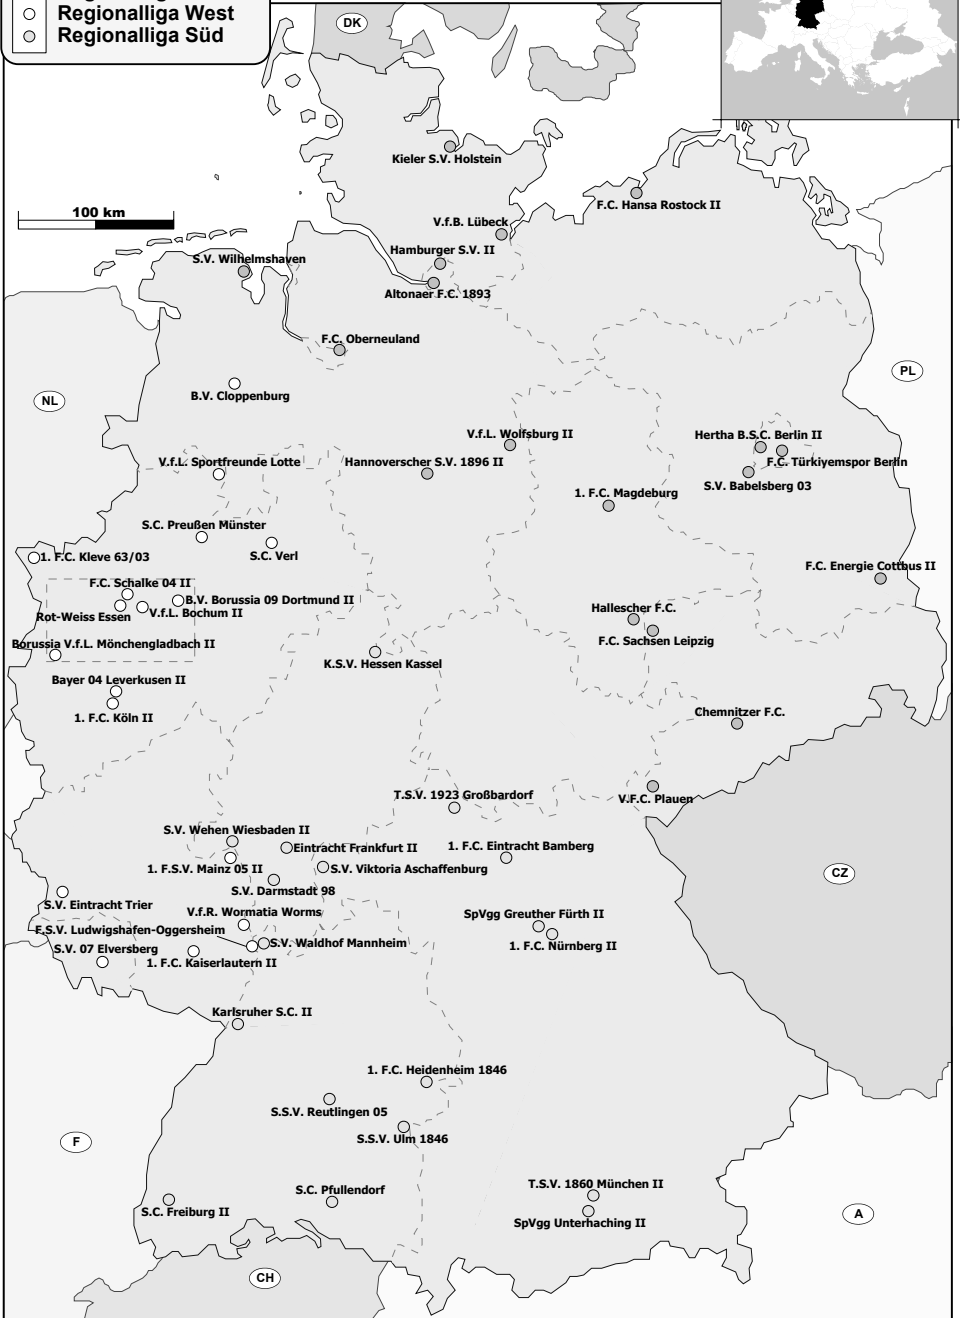 Regionalliga West
Regionalliga Süd
DK
Kieler S.V. Holstein
F.C. Hansa Rostock II
100 km
V.f.B. Lübeck
Hamburger S.V. II
S.V. Wilhelmshaven
Altonaer F.C. 1893
F.C. Oberneuland
PL
NL
B.V. Cloppenburg
V.f.L. Wolfsburg II
Hertha B.S.C. Berlin II
V.f.L. Sportfreunde Lotte
Hannoverscher S.V. 1896 II
F.C. Türkiyemspor Berlin
S.V. Babelsberg 03
1. F.C. Magdeburg
S.C. Preußen Münster
S.C. Verl
1. F.C. Kleve 63/03
F.C. Energie Cottbus II
F.C. Schalke 04 II
B.V. Borussia 09 Dortmund II
Hallescher F.C.
V.f.L. Bochum II
Rot-Weiss Essen
F.C. Sachsen Leipzig
Borussia V.f.L. Mönchengladbach II
K.S.V. Hessen Kassel
Bayer 04 Leverkusen II
1. F.C. Köln II
Chemnitzer F.C.
T.S.V. 1923 Großbardorf
V.F.C. Plauen
S.V. Wehen Wiesbaden II
Eintracht Frankfurt II
1. F.C. Eintracht Bamberg
1. F.S.V. Mainz 05 II
S.V. Viktoria Aschaffenburg
CZ
S.V. Darmstadt 98
S.V. Eintracht Trier
V.f.R. Wormatia Worms
SpVgg Greuther Fürth II
F.S.V. Ludwigshafen-Oggersheim
S.V. Waldhof Mannheim
1. F.C. Nürnberg II
S.V. 07 Elversberg
1. F.C. Kaiserlautern II
Karlsruher S.C. II
1. F.C. Heidenheim 1846
S.S.V. Reutlingen 05
S.S.V. Ulm 1846
F
T.S.V. 1860 München II
S.C. Pfullendorf
S.C. Freiburg II
A
SpVgg Unterhaching II
CH